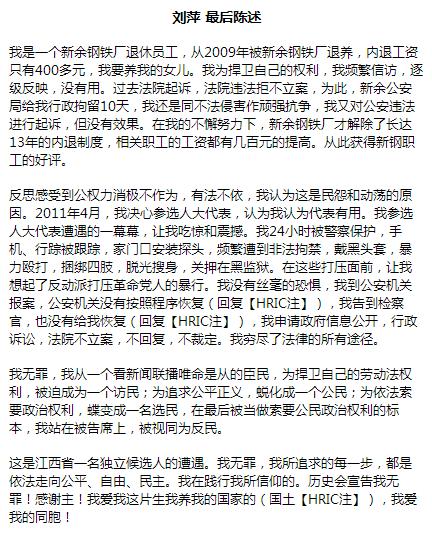 刘萍 最后陈述
我是一个新余钢铁厂退休员工，从2009年被新余钢铁厂退养，内退工资
只有400多元，我要养我的女儿。我为捍卫自己的权利，我频繁信访，逐
级反映，没有用。过去法院起诉，法院违法拒不立案，为此，新余公安
局给我行政拘留10天，我还是同不法侵害作顽强抗争，我又对公安违法
进行起诉，但没有效果。在我的不懈努力下，新余钢铁厂才解除了长达
13年的内退制度，相关职工的工资都有几百元的提高。从此获得新钢职
工的好评。
反思感受到公权力消极不作为，有法不依，我认为这是民怨和动荡的原
因。2011年4月，我决心参选人大代表，认为我认为代表有用。我参选
人大代表遭遇的一幕幕，让我吃惊和震撼。我24小时被警察保护，手
机、行踪被跟踪，家门口安装探头，频繁遭到非法拘禁，戴黑头套，暴
力殴打，捆绑四肢，脱光搜身，关押在黑监狱。在这些打压面前，让我
想起了反动派打压革命党人的暴行。我没有丝毫的恐惧，我到公安机关
报案，公安机关没有按照程序恢复（回复【HRIC注】），我告到检察
官，也没有给我恢复（回复【HRIC注】），我申请政府信息公开，行政
诉讼，法院不立案，不回复，不裁定。我穷尽了法律的所有途径。
我无罪，我从一个看新闻联播唯命是从的臣民，为捍卫自己的劳动法权
利，被迫成为一个访民；为追求公平正义，蜕化成一个公民；为依法索
要政治权利，蝶变成一名选民，在最后被当做索要公民政治权利的标
本，我站在被告席上，被视同为反民。
这是江西省一名独立候选人的遭遇。我无罪，我所追求的每一步，都是
依法走向公平、自由、民主。我在践行我所信仰的。历史会宣告我无
罪！感谢主！我爱我这片生我养我的国家的（国土【HRIC注】），我爱
我的同胞！